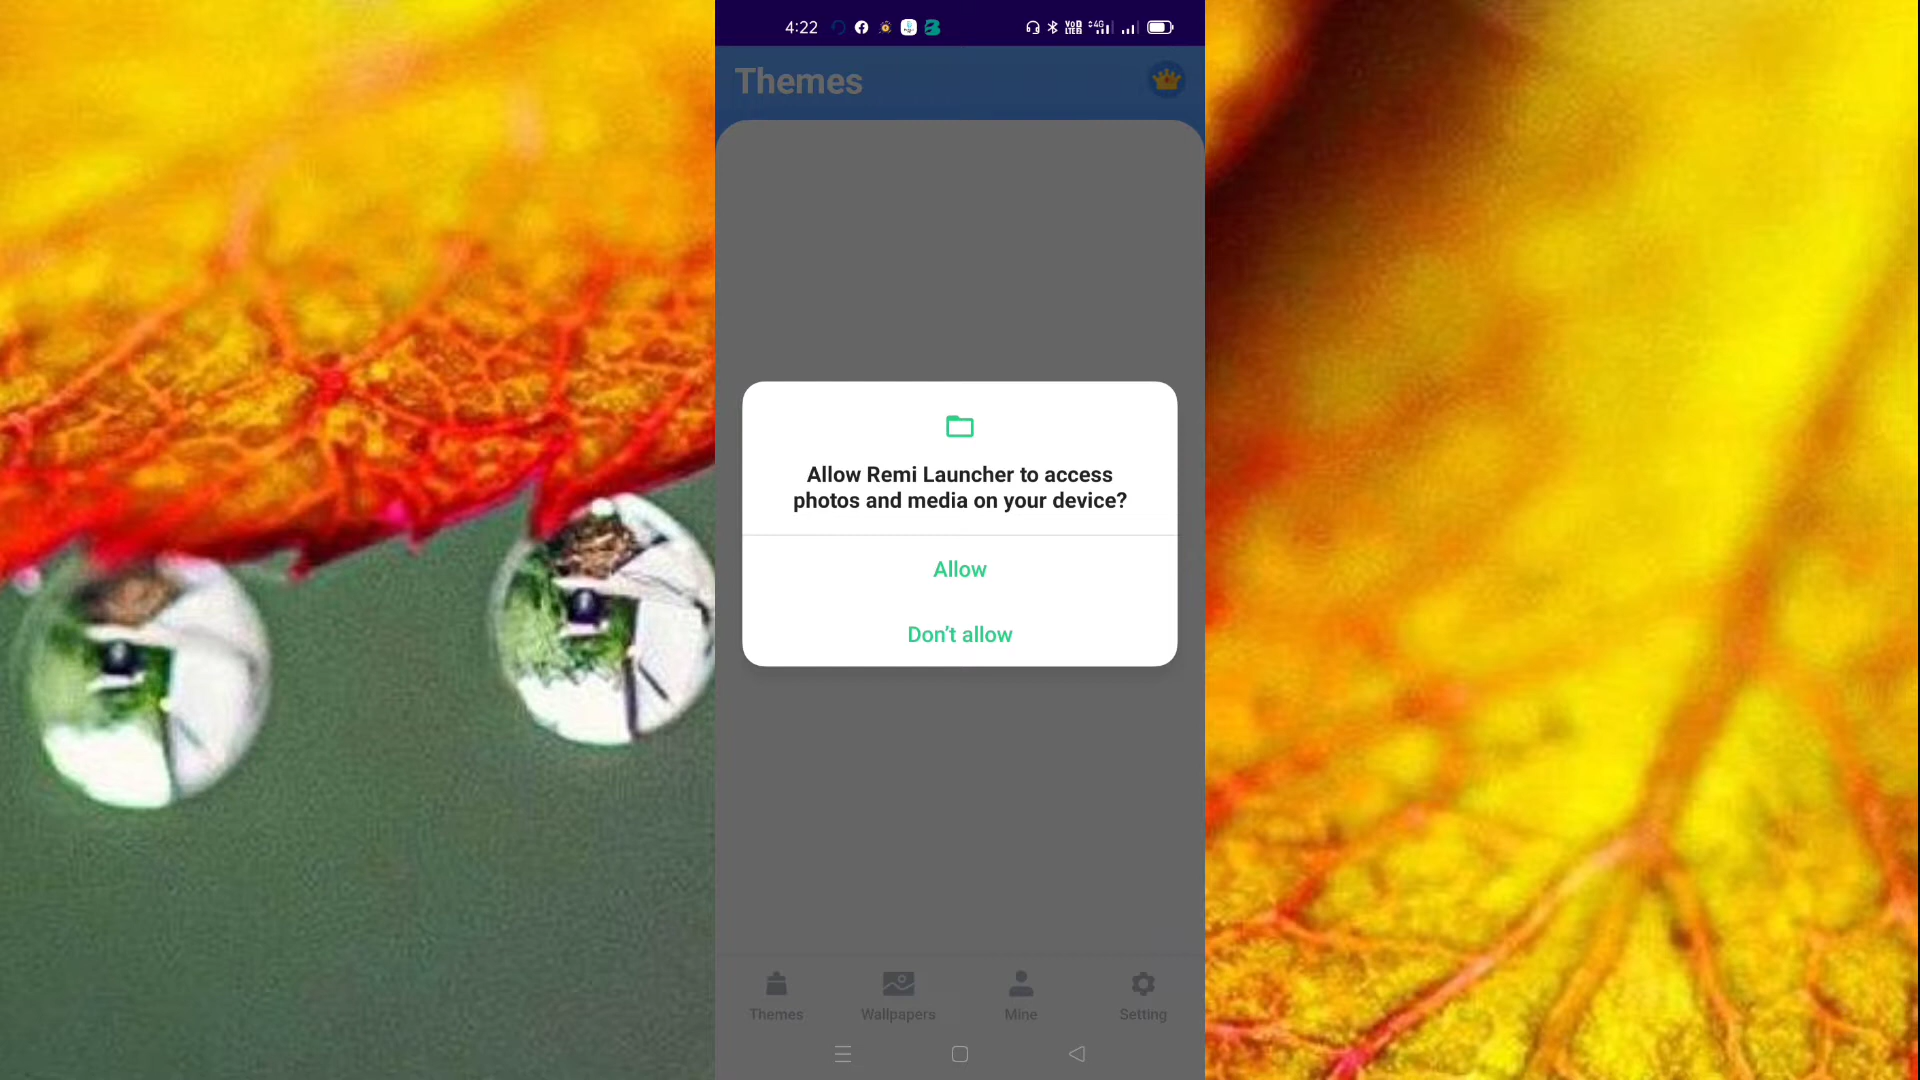 4:22
Themes
Allow Remi Launcher to access
photos and media on your device?
Allow
Don't allow
Themes Wallpapers Mine Setting